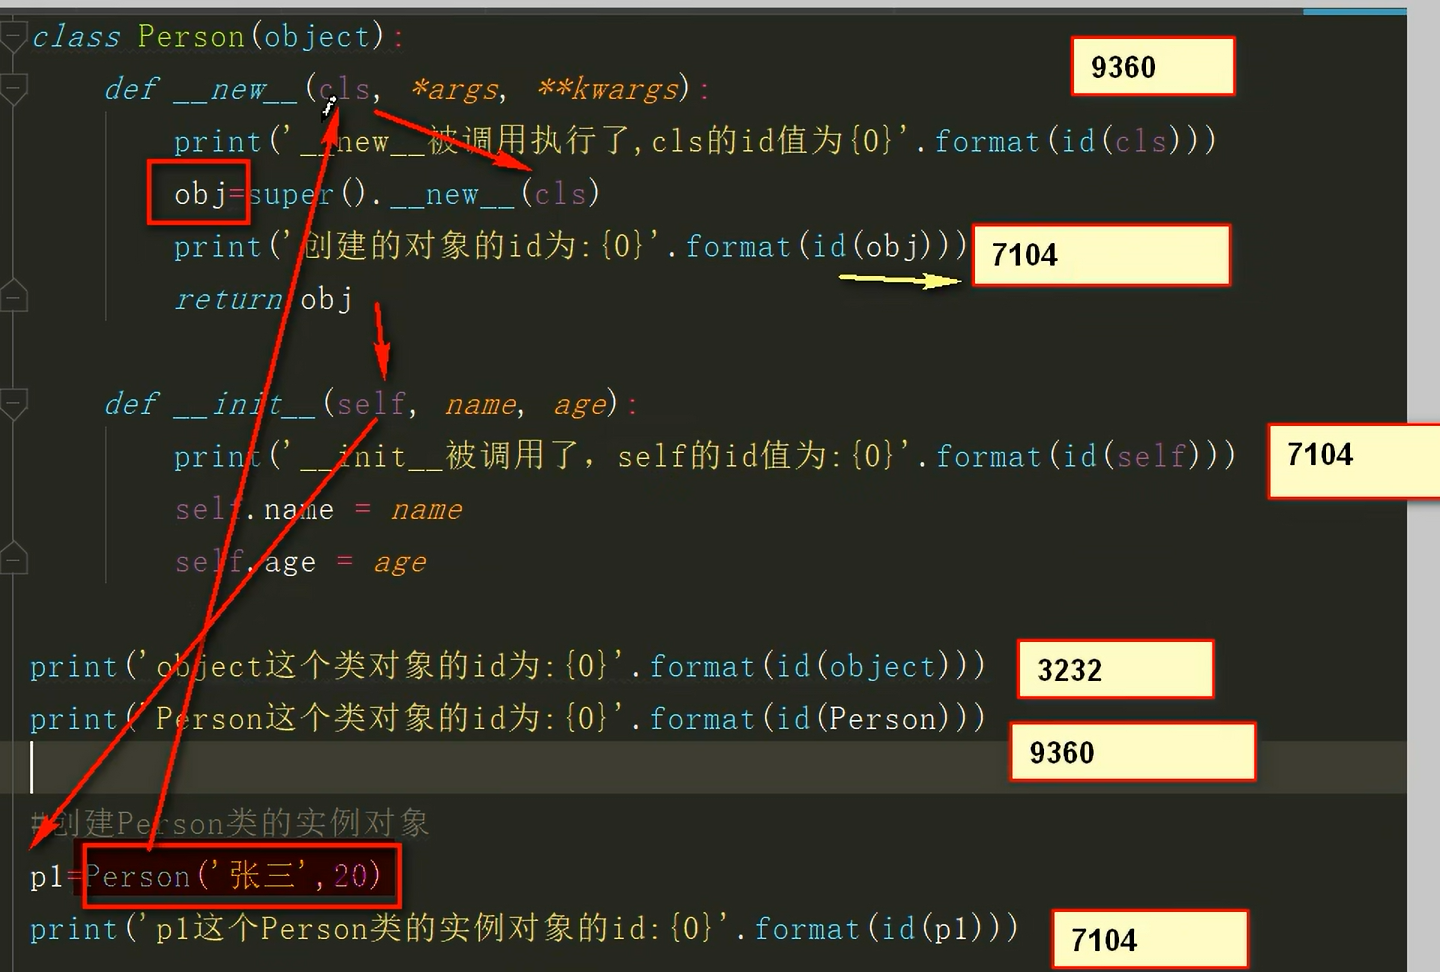 class Person(object):
def __new__(cls, *args, **kwargs):
9360
print('__new__被调用执行了,cls的id值为{0}'.format(id(cls)))
obj=super().__new__(cls)
print('创建的对象的id为:{0}'.format(id(obj)))
7104
return obj
def __init__(self, name, age):
print('__init__被调用了，self的id值为:{0}'.format(id(self)))
7104
self.name = name
self.age = age
print('object这个类对象的id为:{0}'.format(id(object)))
3232
print('Person这个类对象的id为:{0}'.format(id(Person)))
9360
#创建Person类的实例对象
p1=Person('张三',20)
print('p1这个Person类的实例对象的id:{0}'.format(id(p1)))
7104